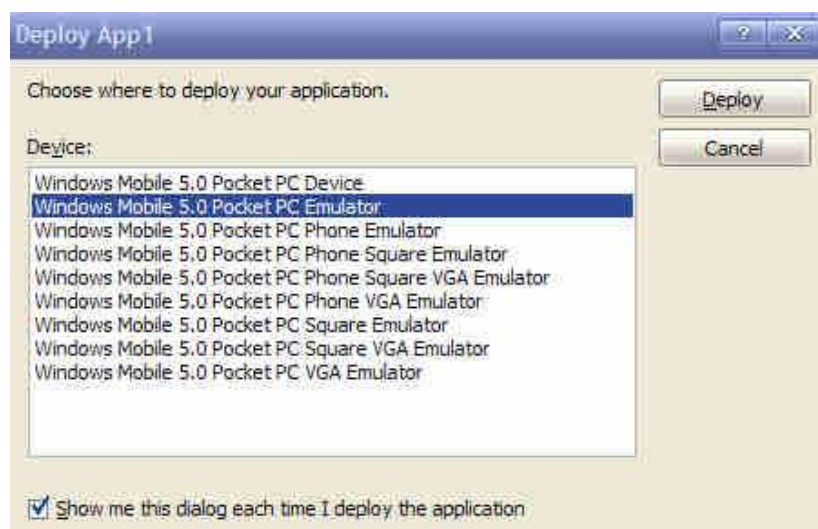 Deploy App1
Choose where to deploy your application.
Deploy
Device:
Cancel
Windows Mobile 5.0 Pocket PC Device
Windows Mobile 5.0 Pocket PC Emulator
Windows Mobile 5.0 Pocket PC Phone Emulator
Windows Mobile 5.0 Pocket PC Phone Square Emulator
Windows Mobile 5.0 Pocket PC Phone Square VGA Emulator
Windows Mobile 5.0 Pocket PC Phone VGA Emulator
Windows Mobile 5.0 Pocket PC Square Emulator
Windows Mobile 5.0 Pocket PC Square VGA Emulator
Windows Mobile 5.0 Pocket PC VGA Emulator
Show me this dialog each time I deploy the application